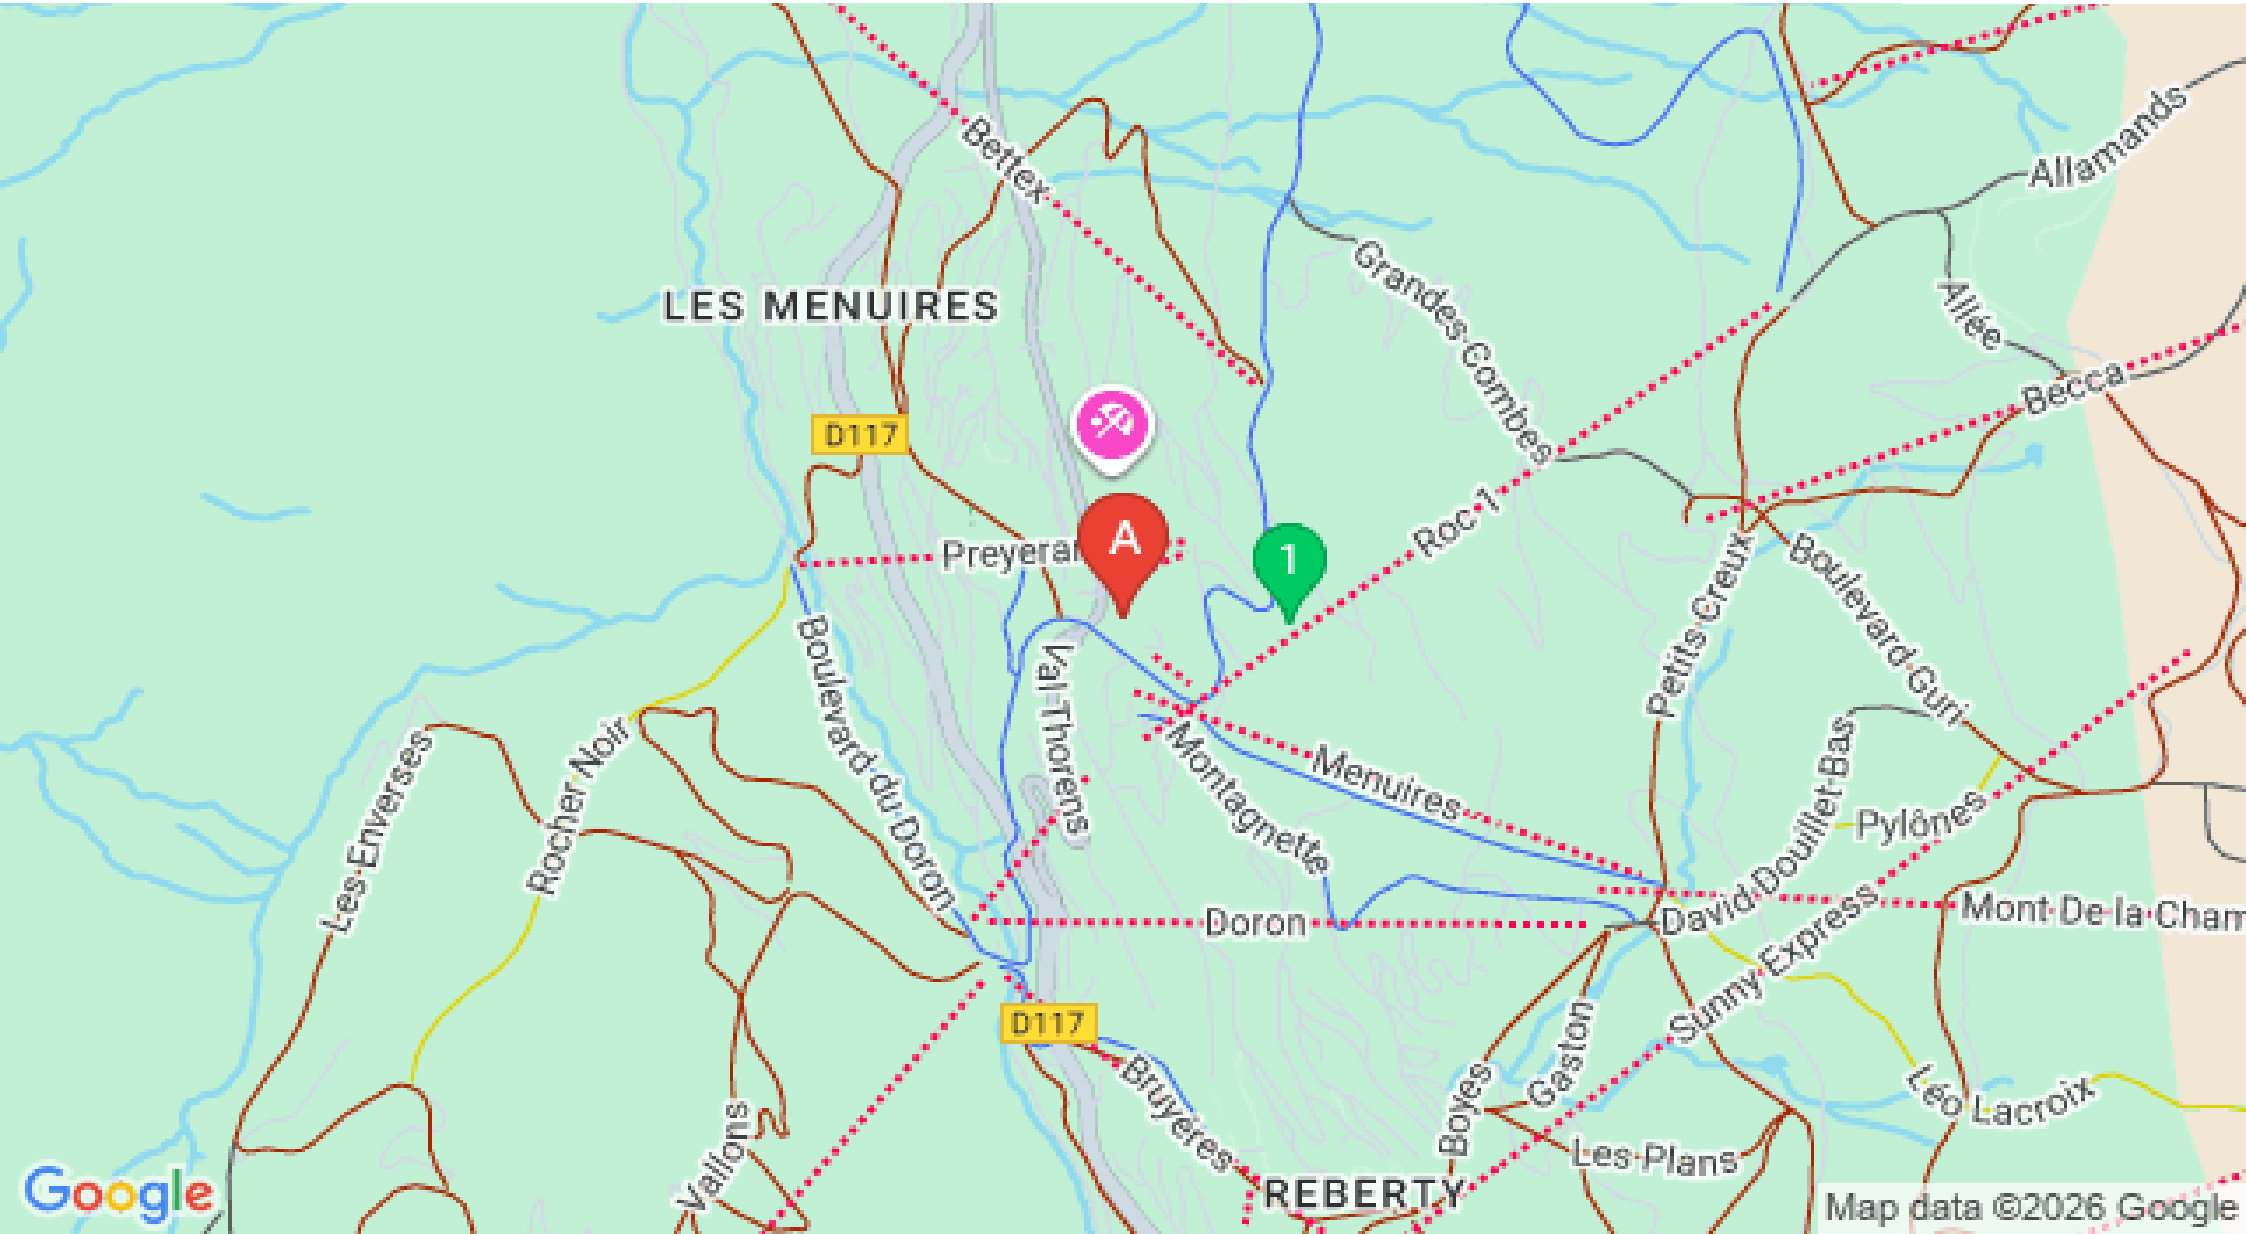 Bettex
Allamands
Grandes-Combes
Allée
LES MENUIRES
Becca
D117
A
1
Roc 1
Boulevard du Doron
Val Thorens
Petits Creux
Boulevard Guri
Les Enverses
Rocher Noir
Montagnette
Menuires
David Douillet Bas
Pylônes
Doron
Mont De la Cham
Sunny Express
D117
Bruyères
Boyes
Gaston
Léo Lacroix
Vallons
Les Plans
REBERTY
Google
Map data ©2026 Google